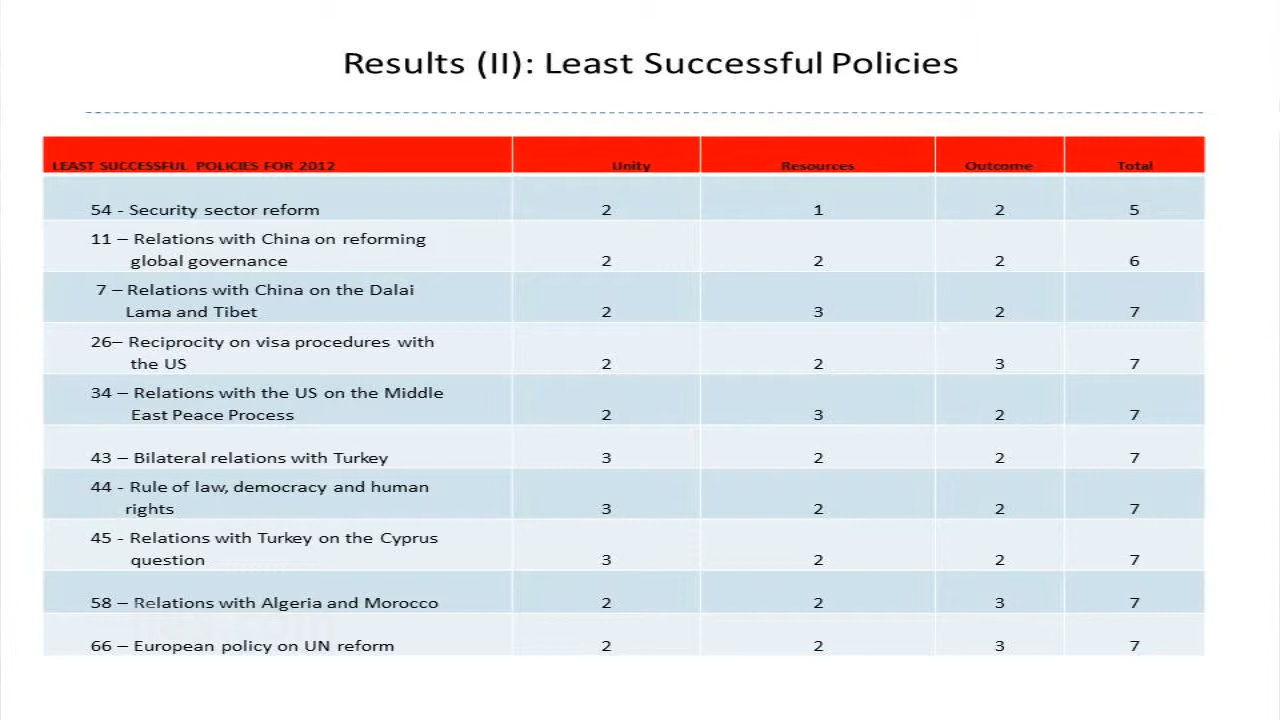 Results (II): Least Successful Policies
LEAST SUCCESSFUL POLICIES FOR 2012 Unity Resources Outcome Total
54 - Security sector reform 2 1 2 5
11 – Relations with China on reforming
global governance 2 2 2 6
7 – Relations with China on the Dalai
Lama and Tibet 2 3 2 7
26– Reciprocity on visa procedures with
the US 2 2 3 7
34 – Relations with the US on the Middle
East Peace Process 2 3 2 7
43 – Bilateral relations with Turkey 3 2 2 7
44 - Rule of law, democracy and human
rights 3 2 2 7
45 - Relations with Turkey on the Cyprus
question 3 2 2 7
58 – Relations with Algeria and Morocco 2 2 3 7
66 – European policy on UN reform 2 2 3 7